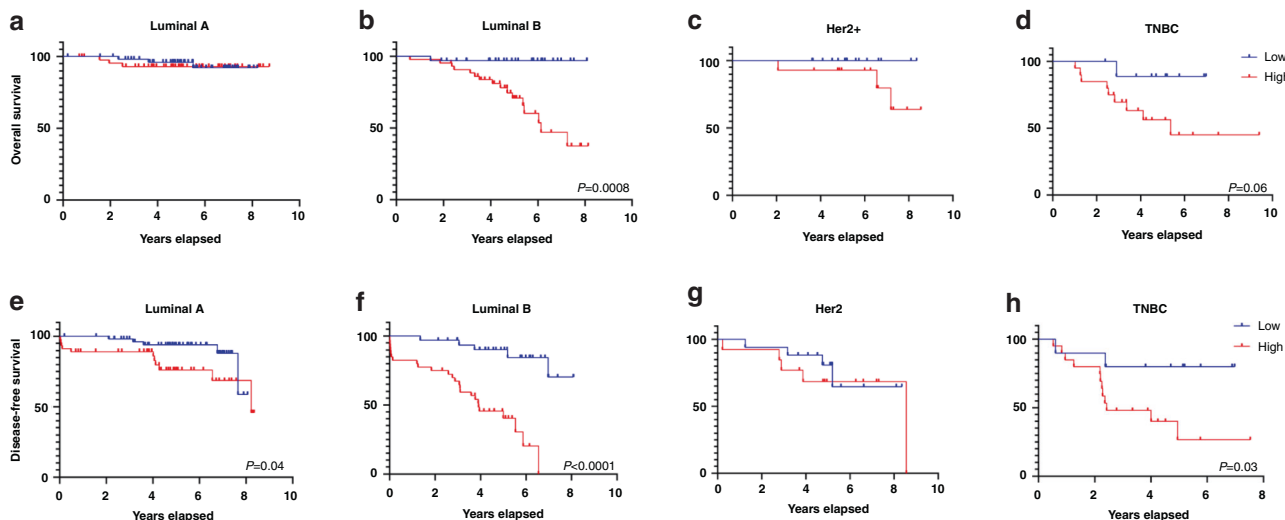 a
Luminal A
b
Luminal B
c
Her2+
d
TNBC
Overall survival
100
50
0
0 2 4 6 8 10
Years elapsed
100
50
0
P=0.0008
0 2 4 6 8 10
Years elapsed
100
50
0
0 2 4 6 8 10
Years elapsed
Low
High
100
50
0
P=0.06
0 2 4 6 8 10
Years elapsed
e
Luminal A
f
Luminal B
g
Her2
h
TNBC
Disease-free survival
100
50
0
P=0.04
0 2 4 6 8 10
Years elapsed
100
50
0
P<0.0001
0 2 4 6 8 10
Years elapsed
100
50
0
0 2 4 6 8 10
Years elapsed
Low
High
100
50
0
P=0.03
0 2 4 6 8
Years elapsed